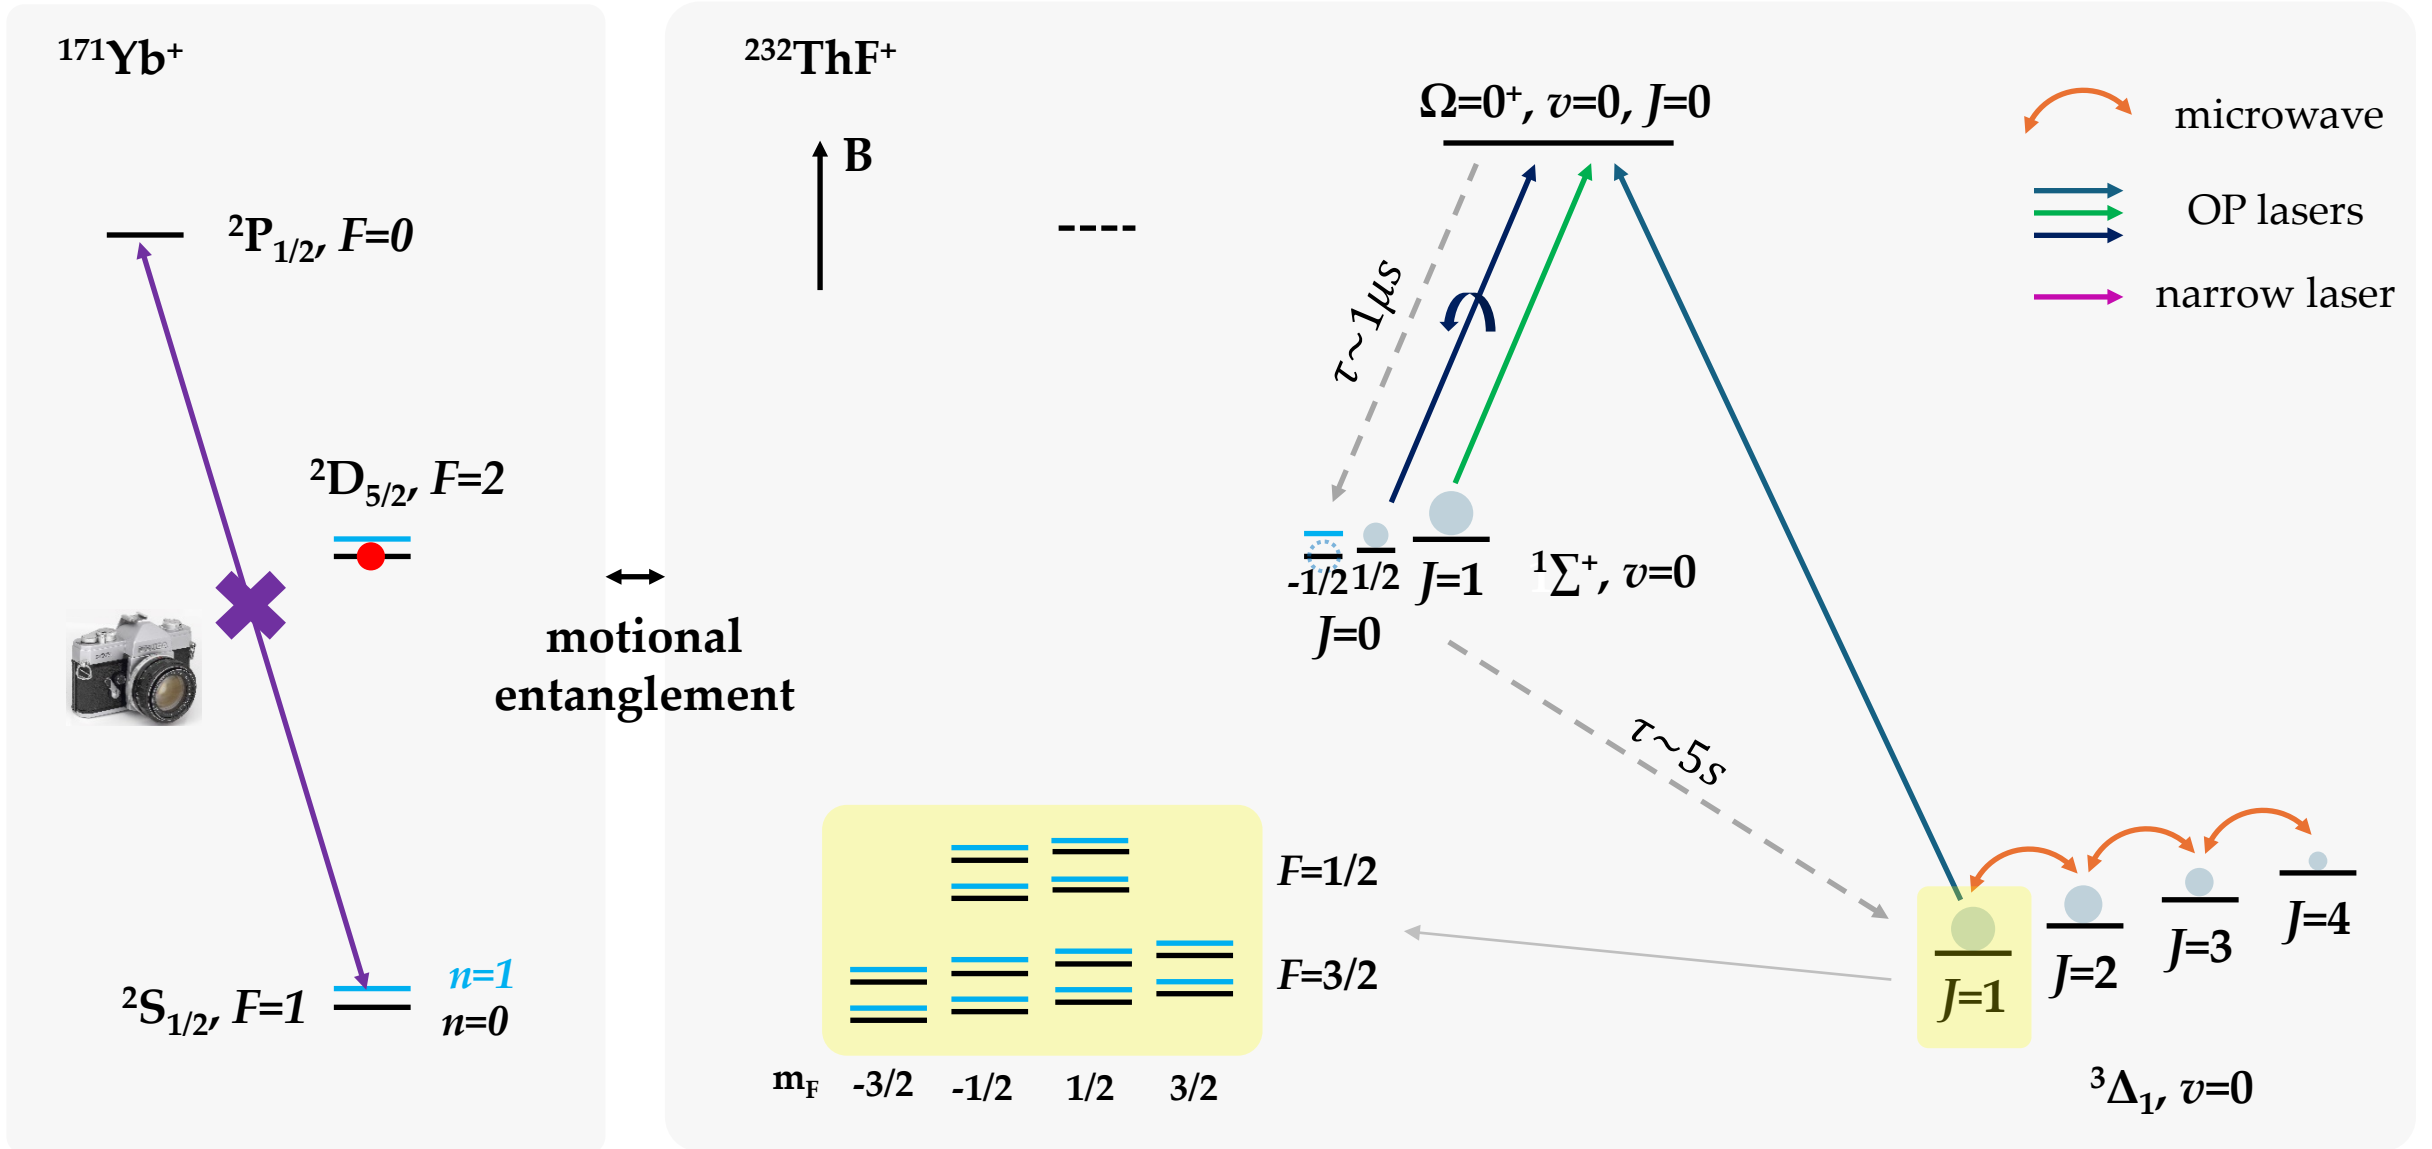 ¹⁷¹Yb⁺
²P₁/₂, F=0
²D₅/₂, F=2
²S₁/₂, F=1
n=1
n=0
motional
entanglement
²³²ThF⁺
B
Ω=0⁺, v=0, J=0
τ~1μs
-1/2 1/2 J=1
J=0
¹Σ⁺, v=0
τ~5s
F=1/2
F=3/2
m_F -3/2 -1/2 1/2 3/2
J=1
J=2
J=3
J=4
³Δ₁, v=0
microwave
OP lasers
narrow laser